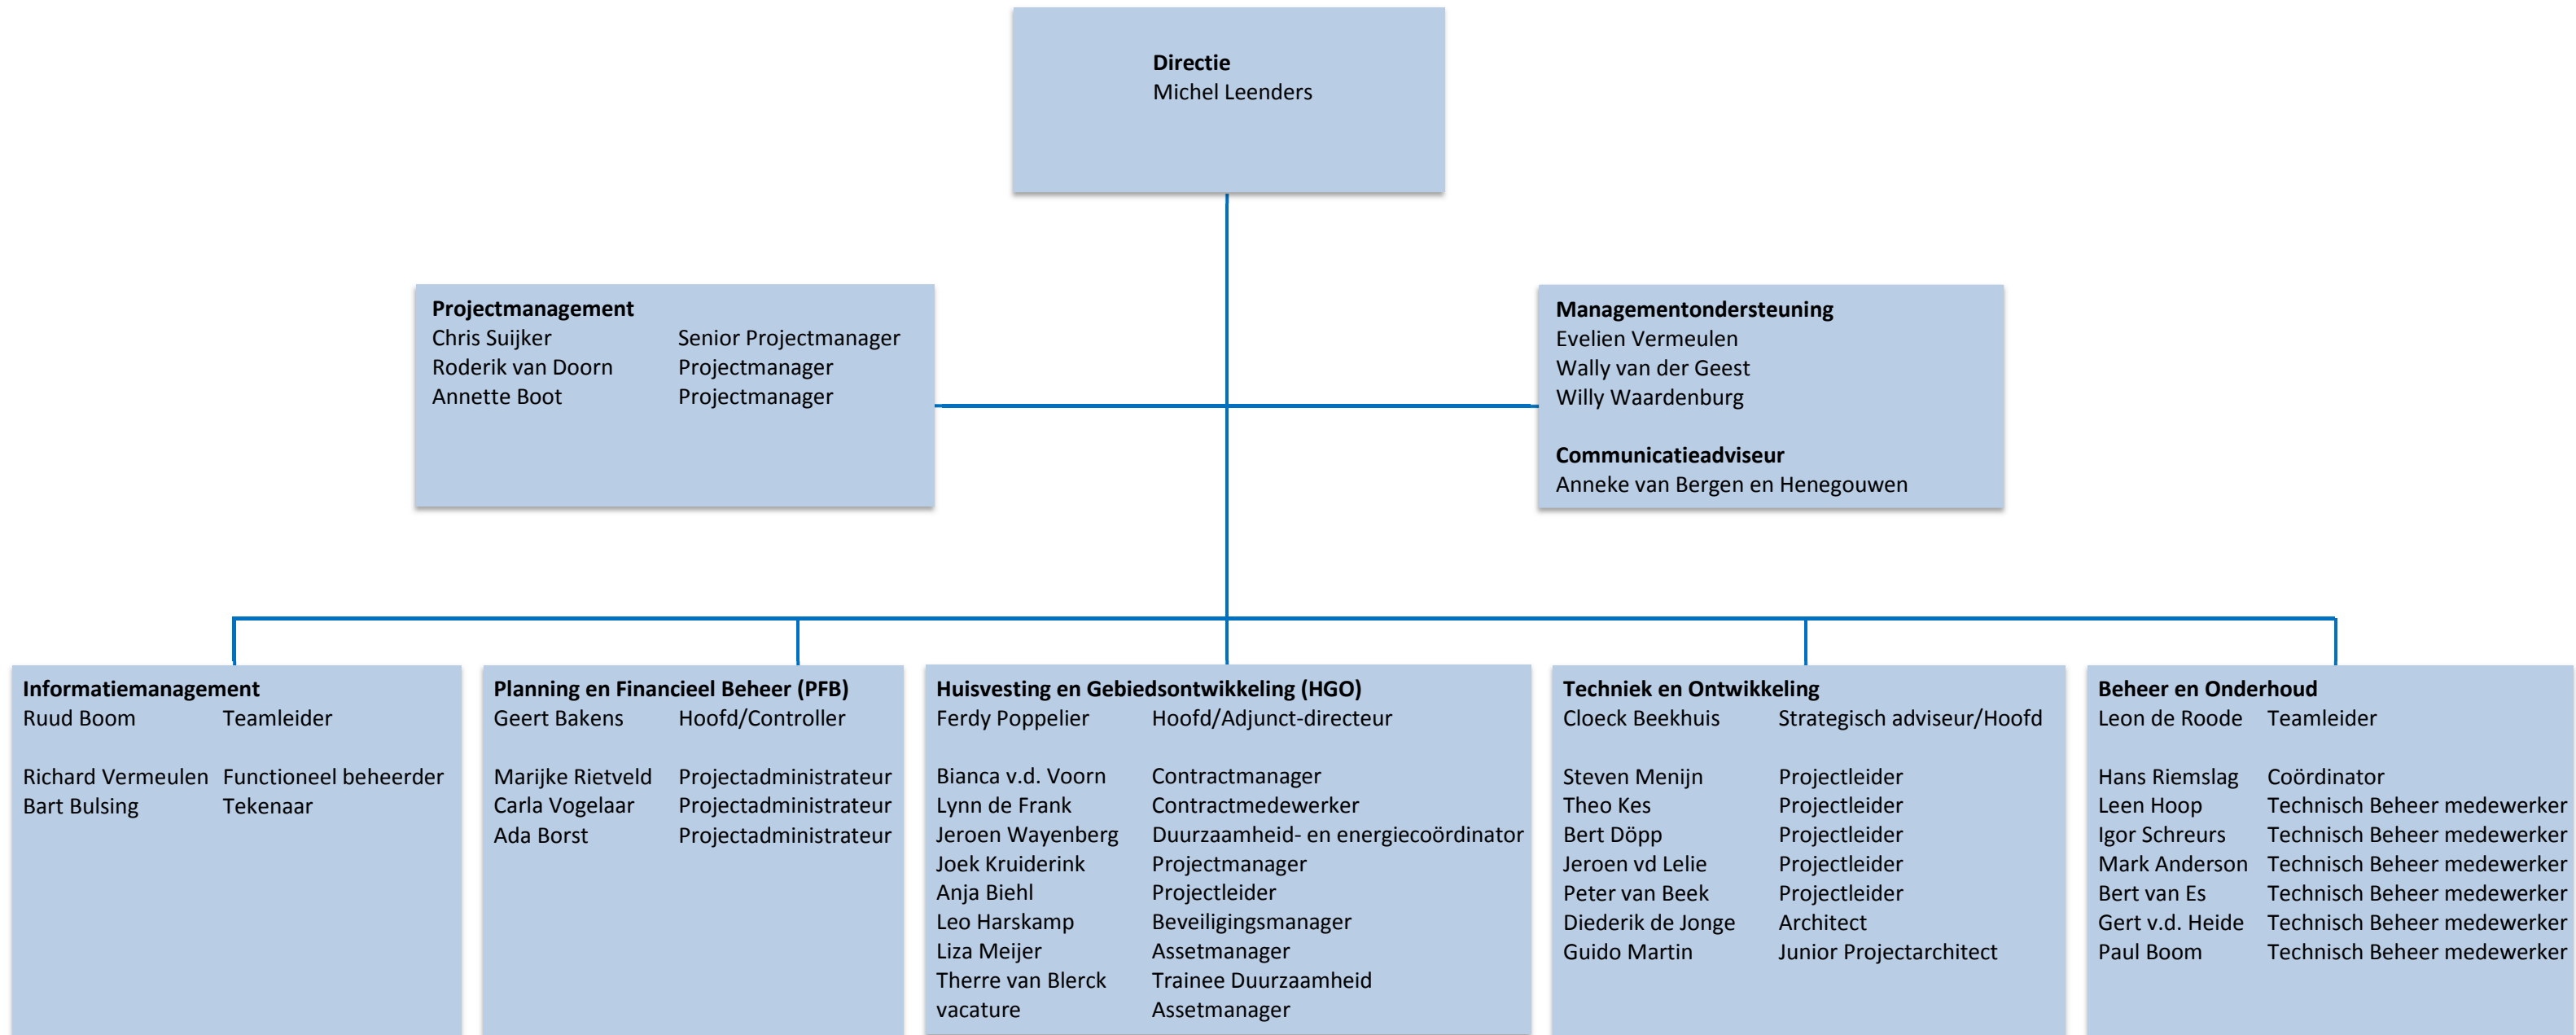 Directie
Michel Leenders
Projectmanagement
Chris Suijker Senior Projectmanager
Roderik van Doorn Projectmanager
Annette Boot Projectmanager
Managementondersteuning
Evelien Vermeulen
Wally van der Geest
Willy Waardenburg
Communicatieadviseur
Anneke van Bergen en Henegouwen
Informatiemanagement
Ruud Boom Teamleider
Richard Vermeulen Functioneel beheerder
Bart Bulsing Tekenaar
Planning en Financieel Beheer (PFB)
Geert Bakens Hoofd/Controller
Marijke Rietveld Projectadministrateur
Carla Vogelaar Projectadministrateur
Ada Borst Projectadministrateur
Huisvesting en Gebiedsontwikkeling (HGO)
Ferdy Poppelier Hoofd/Adjunct-directeur
Bianca v.d. Voorn Contractmanager
Lynn de Frank Contractmedewerker
Jeroen Wayenberg Duurzaamheid- en energiecoördinator
Joek Kruiderink Projectmanager
Anja Biehl Projectleider
Leo Harskamp Beveiligingsmanager
Liza Meijer Assetmanager
Therre van Blerck Trainee Duurzaamheid
vacature Assetmanager
Techniek en Ontwikkeling
Cloeck Beekhuis Strategisch adviseur/Hoofd
Steven Menijn Projectleider
Theo Kes Projectleider
Bert Döpp Projectleider
Jeroen vd Lelie Projectleider
Peter van Beek Projectleider
Diederik de Jonge Architect
Guido Martin Junior Projectarchitect
Beheer en Onderhoud
Leon de Roode Teamleider
Hans Riemslag Coördinator
Leen Hoop Technisch Beheer medewerker
Igor Schreurs Technisch Beheer medewerker
Mark Anderson Technisch Beheer medewerker
Bert van Es Technisch Beheer medewerker
Gert v.d. Heide Technisch Beheer medewerker
Paul Boom Technisch Beheer medewerker